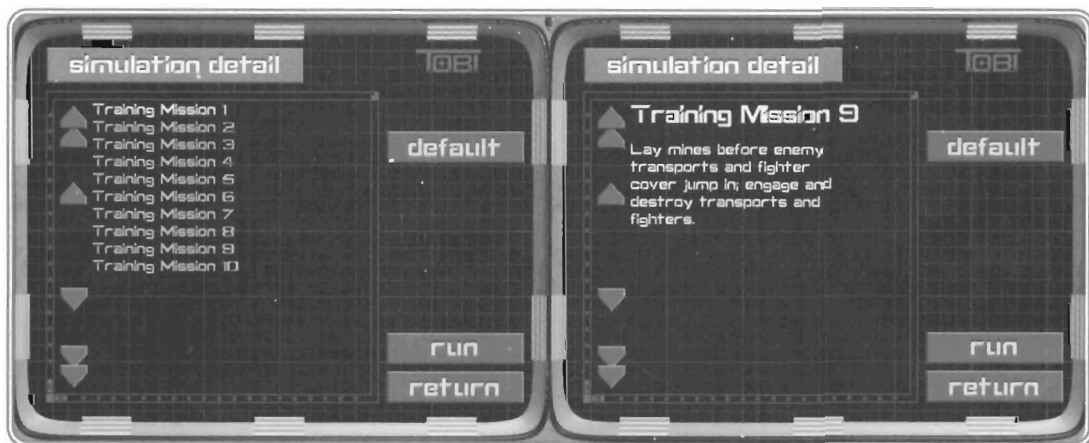 simulation detail
TOBI
Training Mission 1
Training Mission 2
Training Mission 3
Training Mission 4
Training Mission 5
Training Mission 6
Training Mission 7
Training Mission 8
Training Mission 9
Training Mission 10
default
run
return
simulation detail
TOBI
Training Mission 9
Lay mines before enemy
transports and fighter
cover jump in; engage and
destroy transports and
fighters.
default
run
return